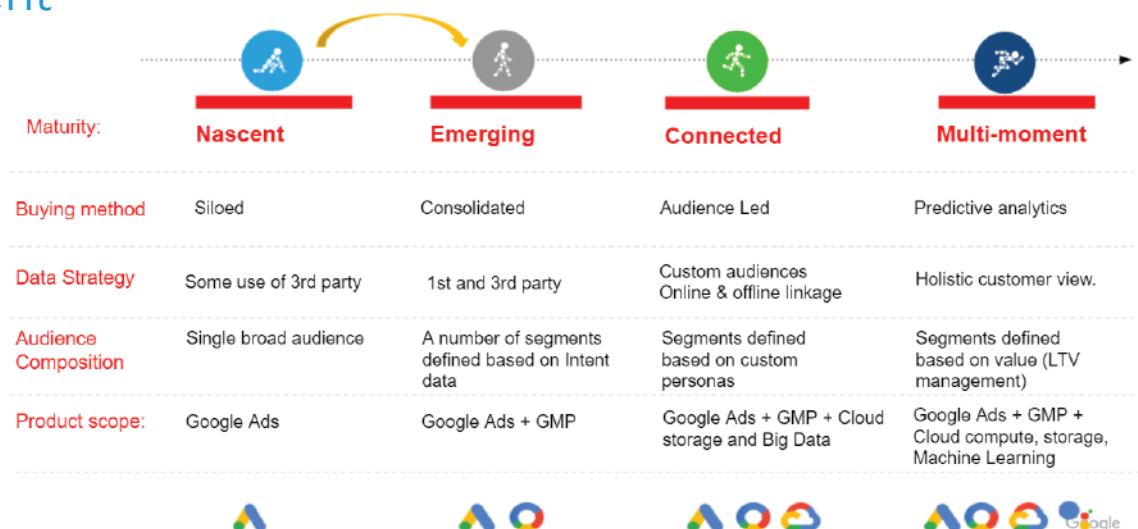 Maturity:
Nascent
Emerging
Connected
Multi-moment
Buying method
Siloed
Consolidated
Audience Led
Predictive analytics
Data Strategy
Some use of 3rd party
1st and 3rd party
Custom audiences
Online & offline linkage
Holistic customer view.
Audience
Composition
Single broad audience
A number of segments
defined based on Intent
data
Segments defined
based on custom
personas
Segments defined
based on value (LTV
management)
Product scope:
Google Ads
Google Ads + GMP
Google Ads + GMP + Cloud
storage and Big Data
Google Ads + GMP +
Cloud compute, storage,
Machine Learning
Google